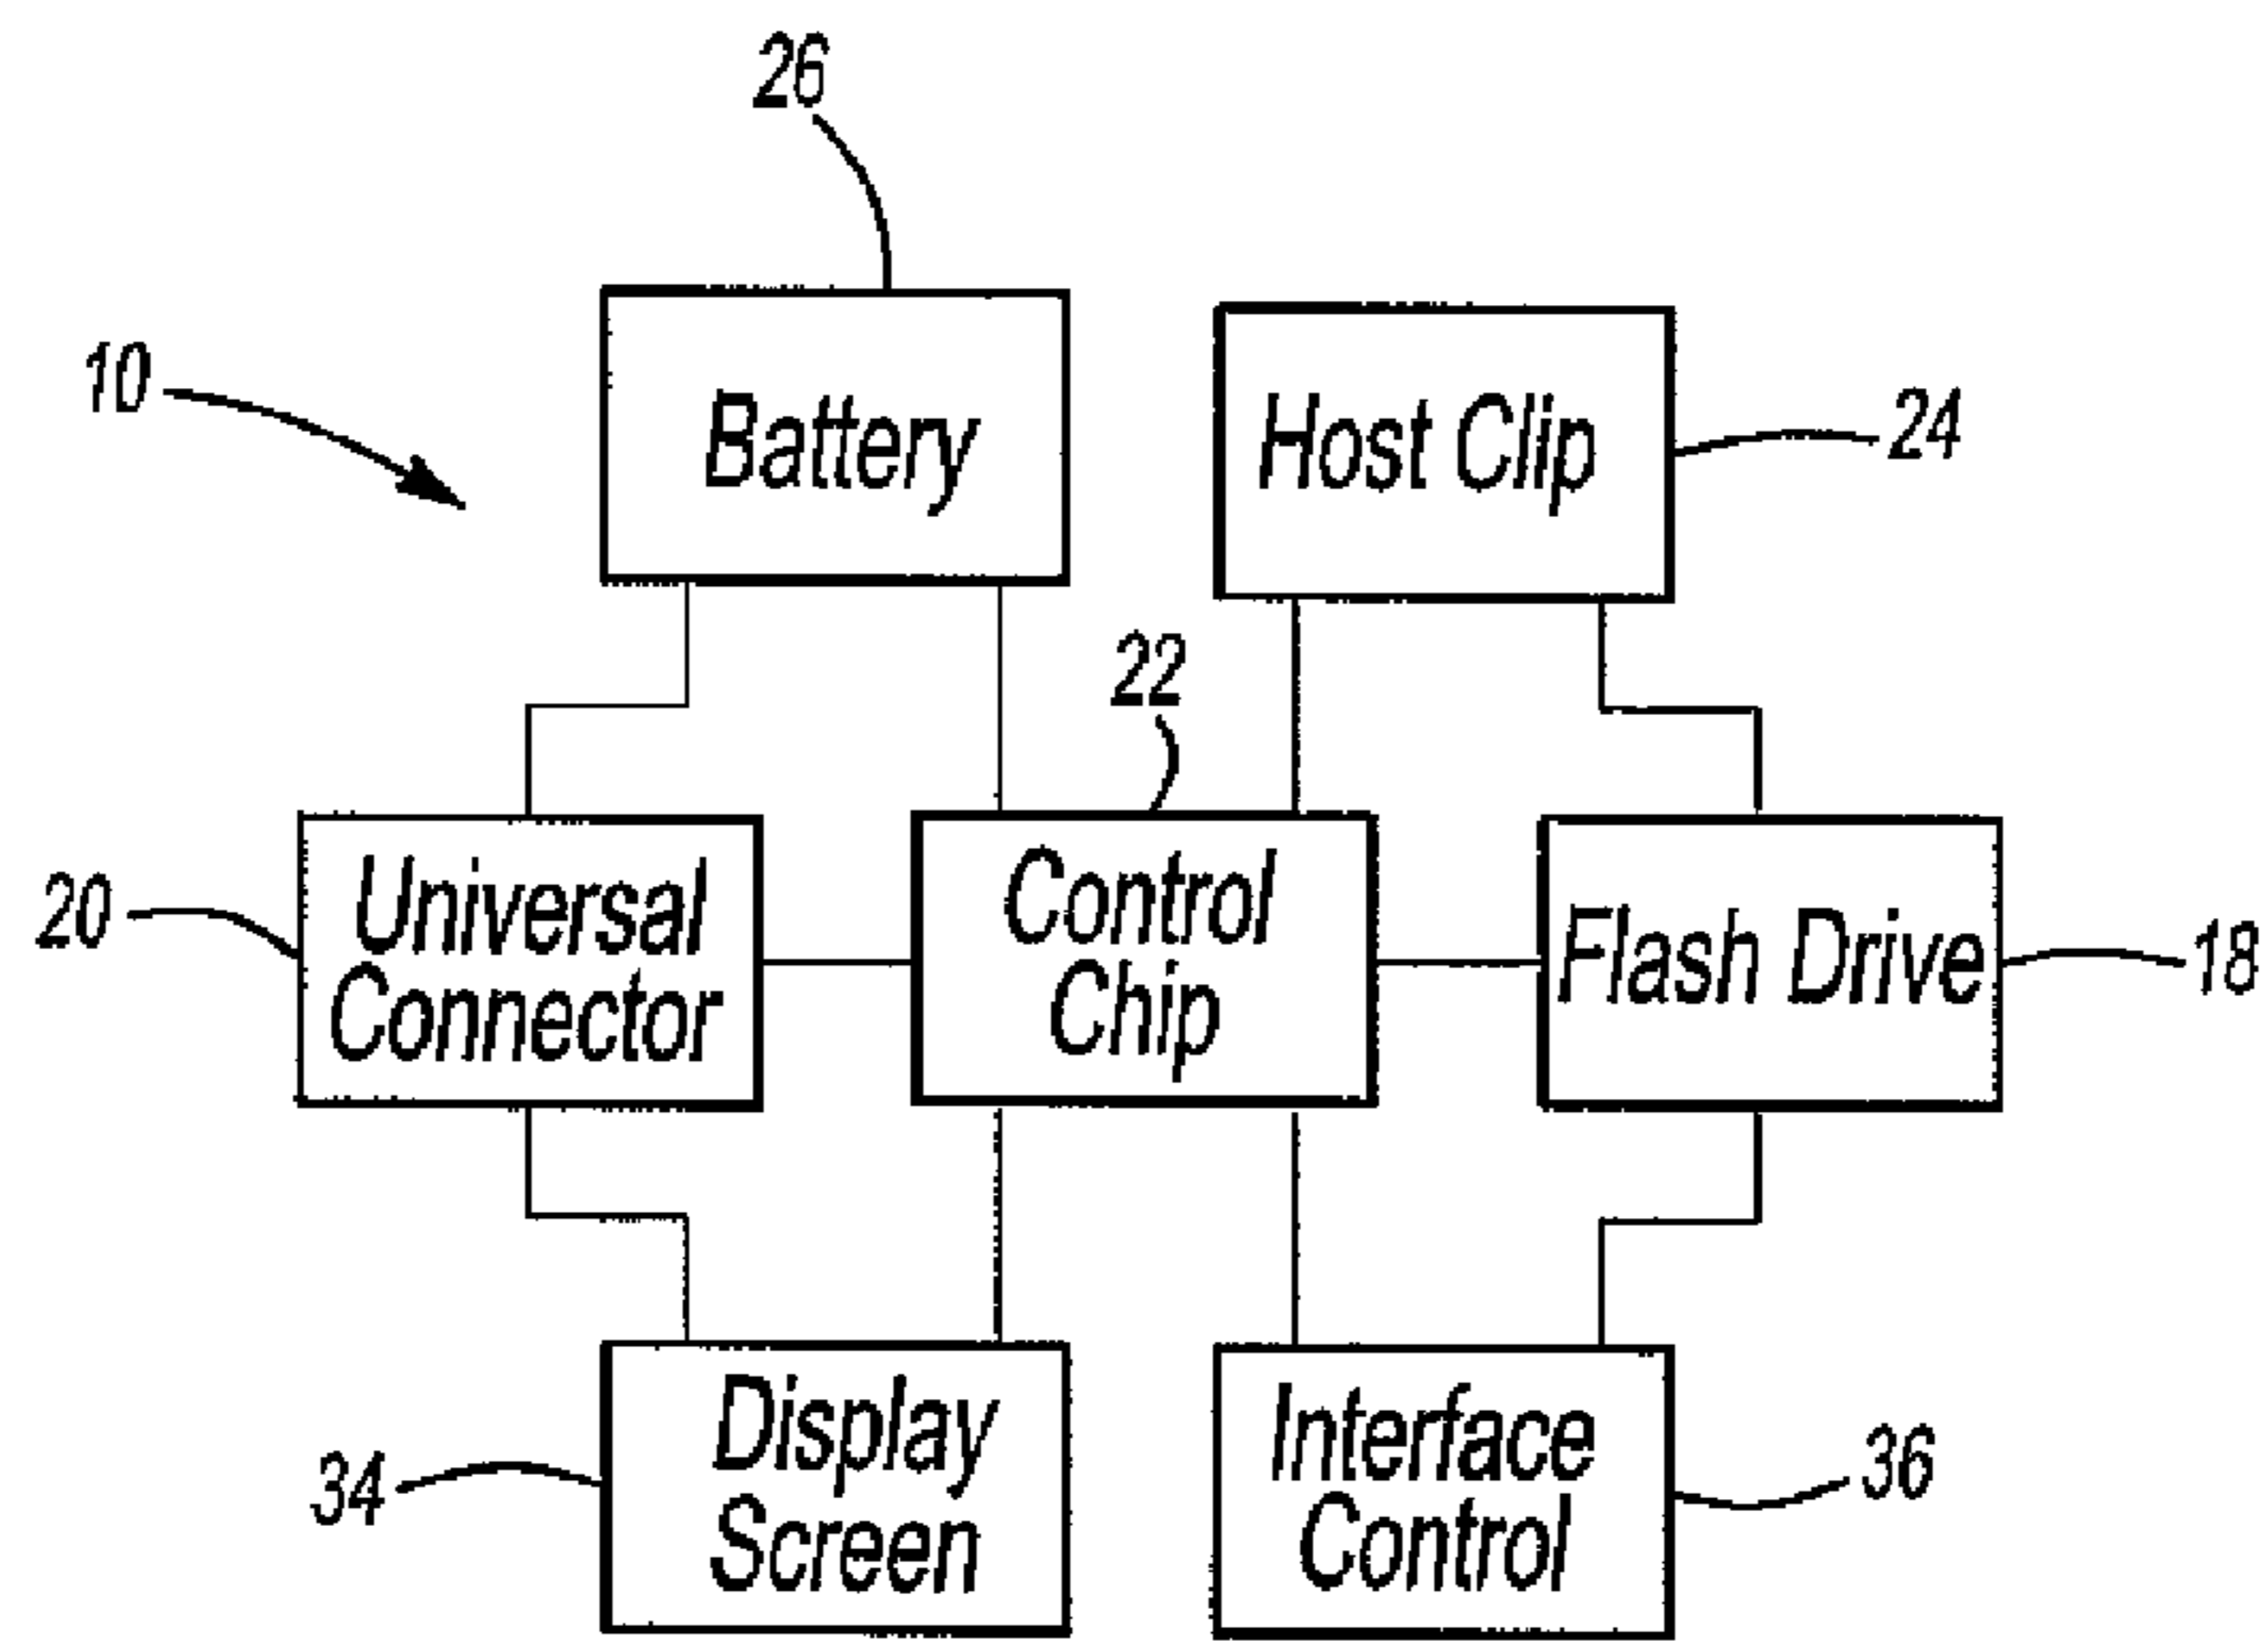 26
10
Battery
Host Clip
24
22
20
Universal
Connector
Control
Chip
Flash Drive
18
34
Display
Screen
Interface
Control
36